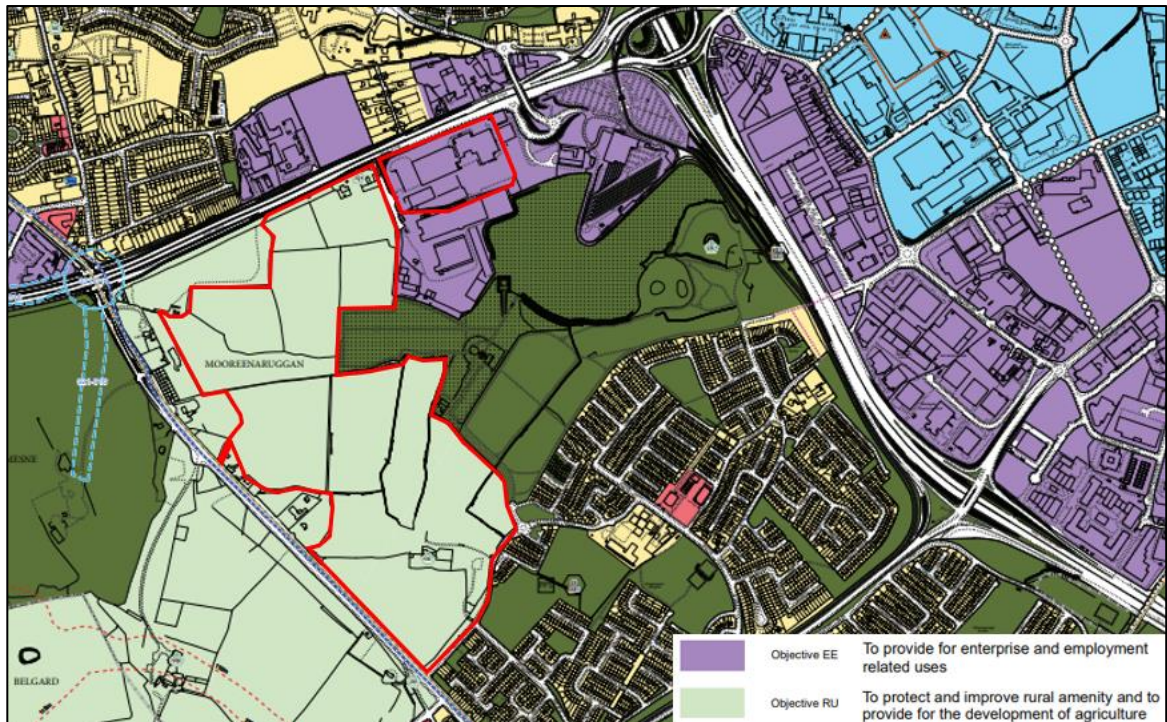 MOOREENARUGGAN
MESNE
BELGARD
Objective EE To provide for enterprise and employment
related uses
Objective RU To protect and improve rural amenity and to
provide for the development of agriculture